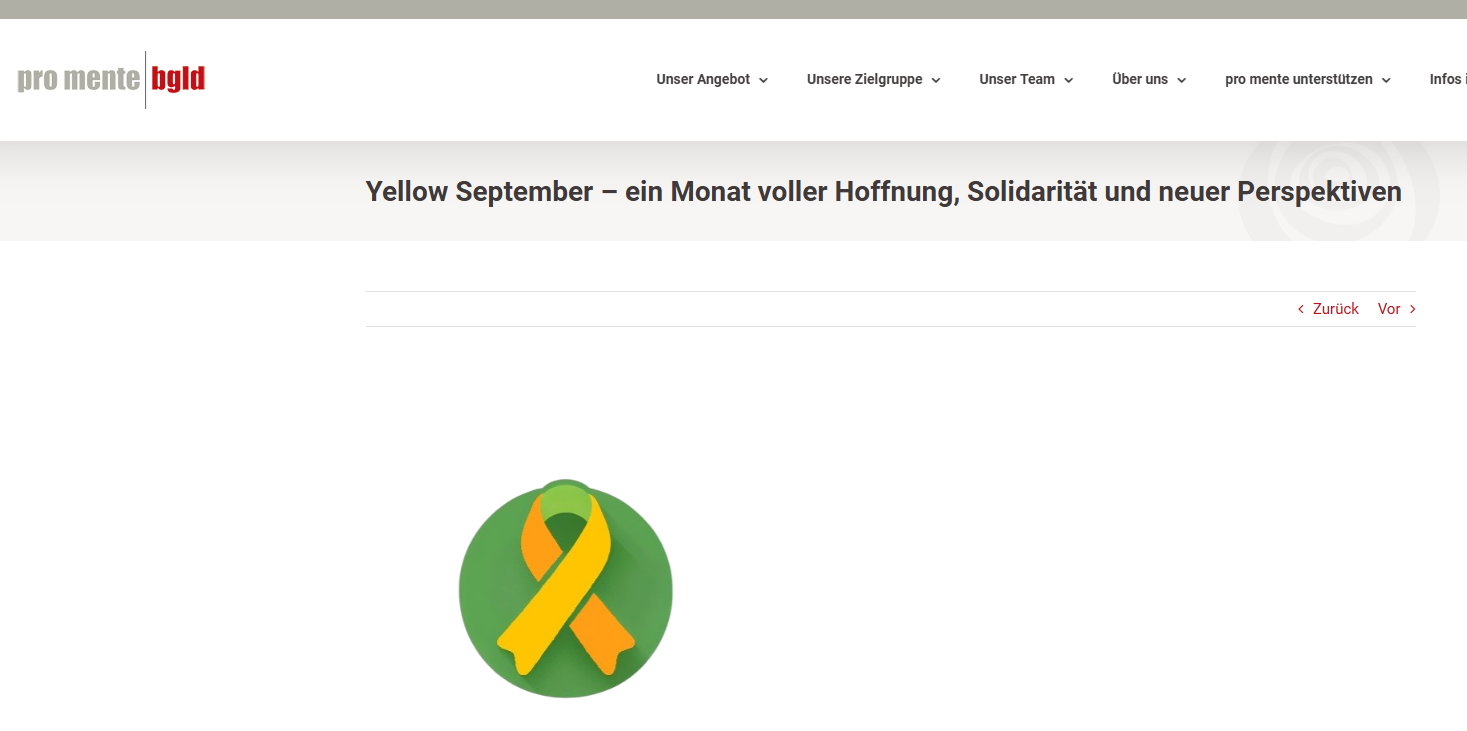 pro mente bgld
Unser Angebot Unsere Zielgruppe Unser Team Über uns pro mente unterstützen Infos
Yellow September – ein Monat voller Hoffnung, Solidarität und neuer Perspektiven
Zurück Vor